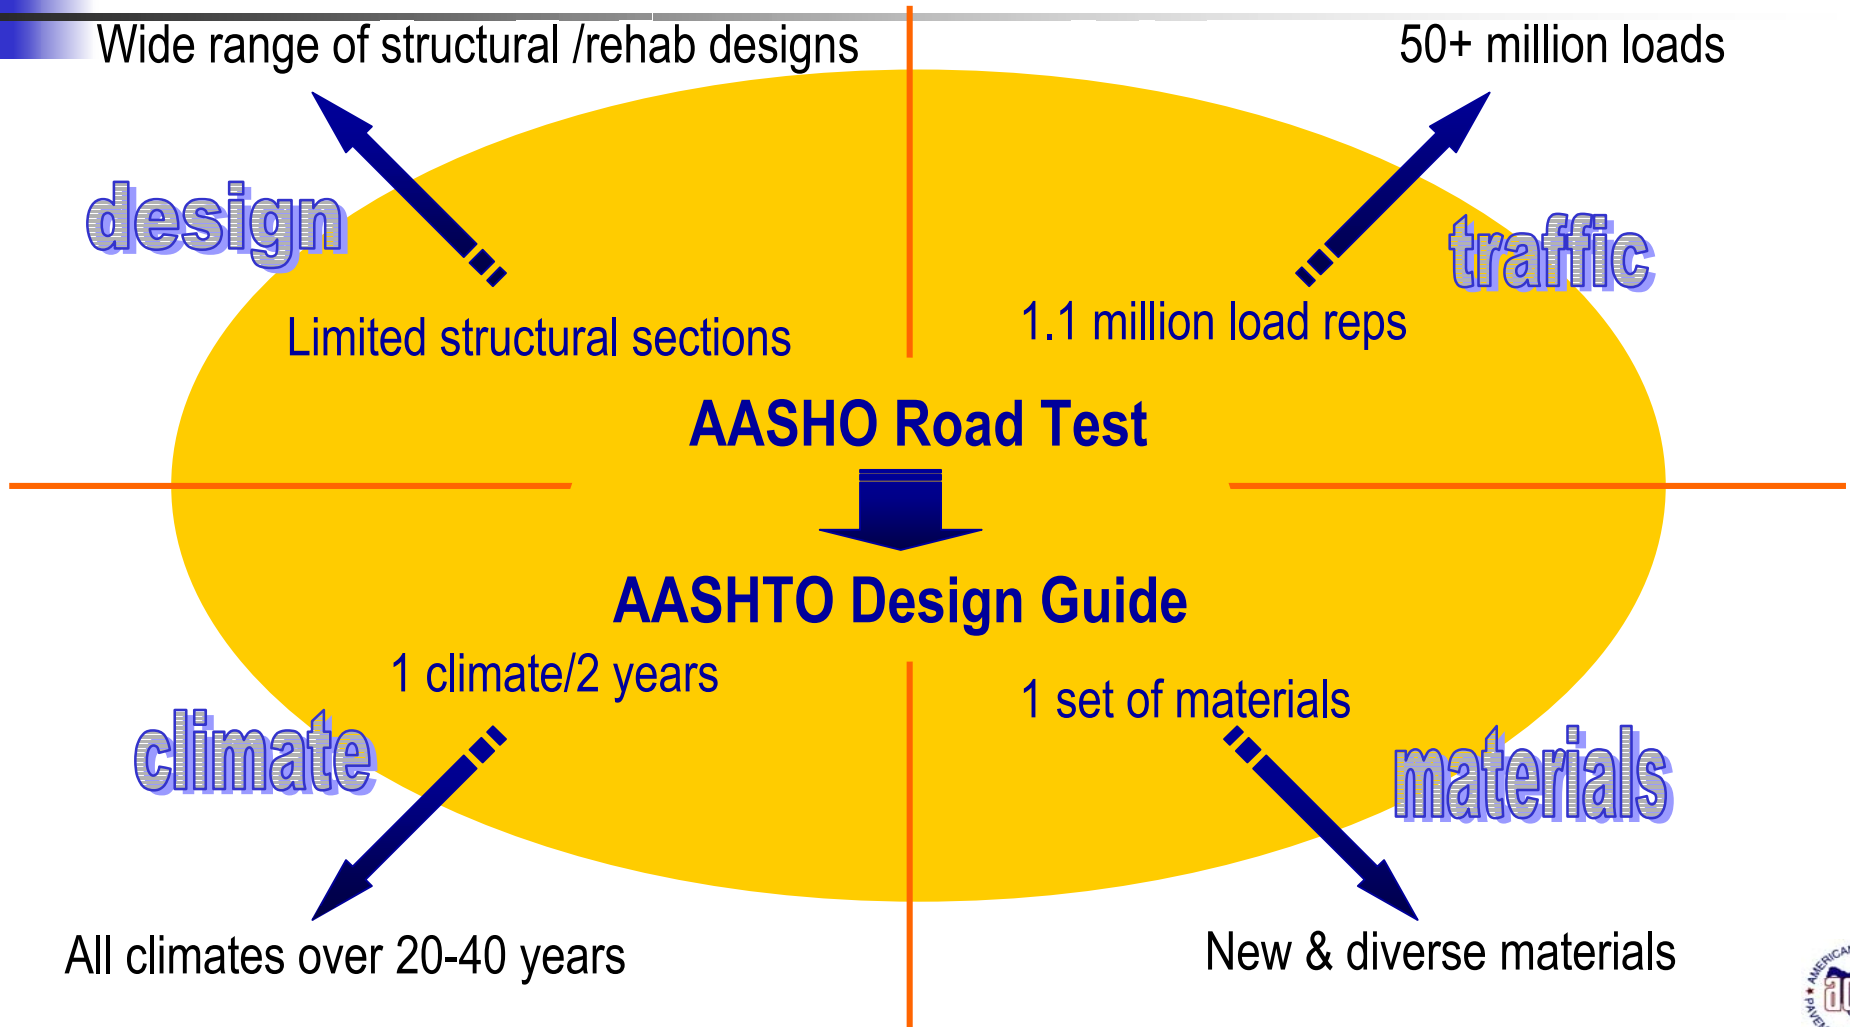 Wide range of structural /rehab designs
50+ million loads
design
traffic
Limited structural sections
1.1 million load reps
AASHO Road Test
AASHTO Design Guide
1 climate/2 years
1 set of materials
climate
materials
All climates over 20-40 years
New & diverse materials